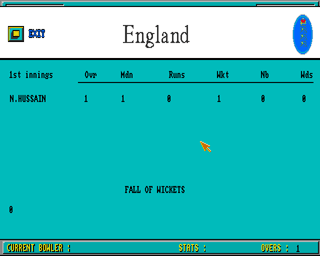 EXIT
England
1st innings Ovr Mdn Runs Wkt Nb Wds
N.HUSSAIN 1 1 0 1 0 0
FALL OF WICKETS
0
CURRENT BOWLER : STATS : OVERS : 1